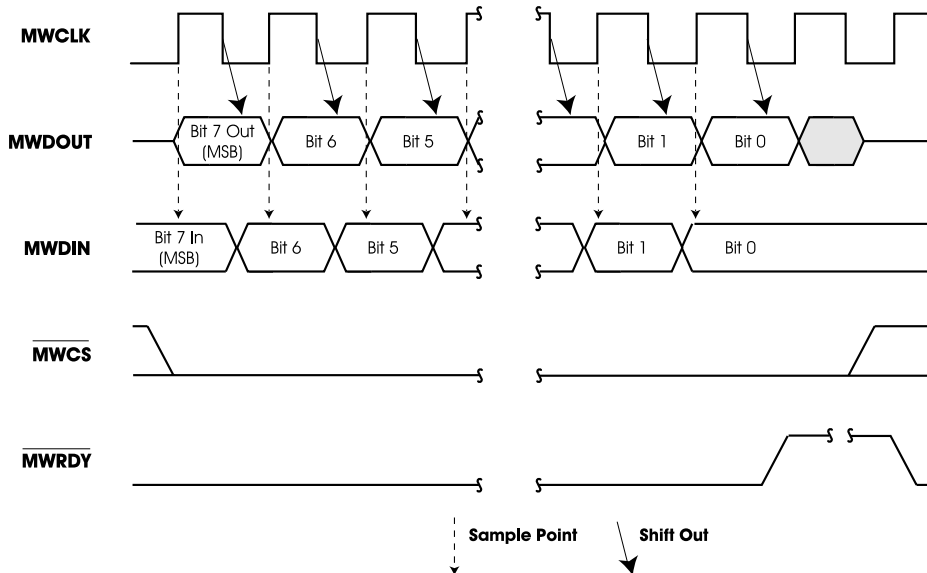 MWCLK
MWDOUT
Bit 7 Out
(MSB)
Bit 6
Bit 5
Bit 1
Bit 0
MWDIN
Bit 7 In
(MSB)
Bit 6
Bit 5
Bit 1
Bit 0
MWCS
MWRDY
Sample Point
Shift Out